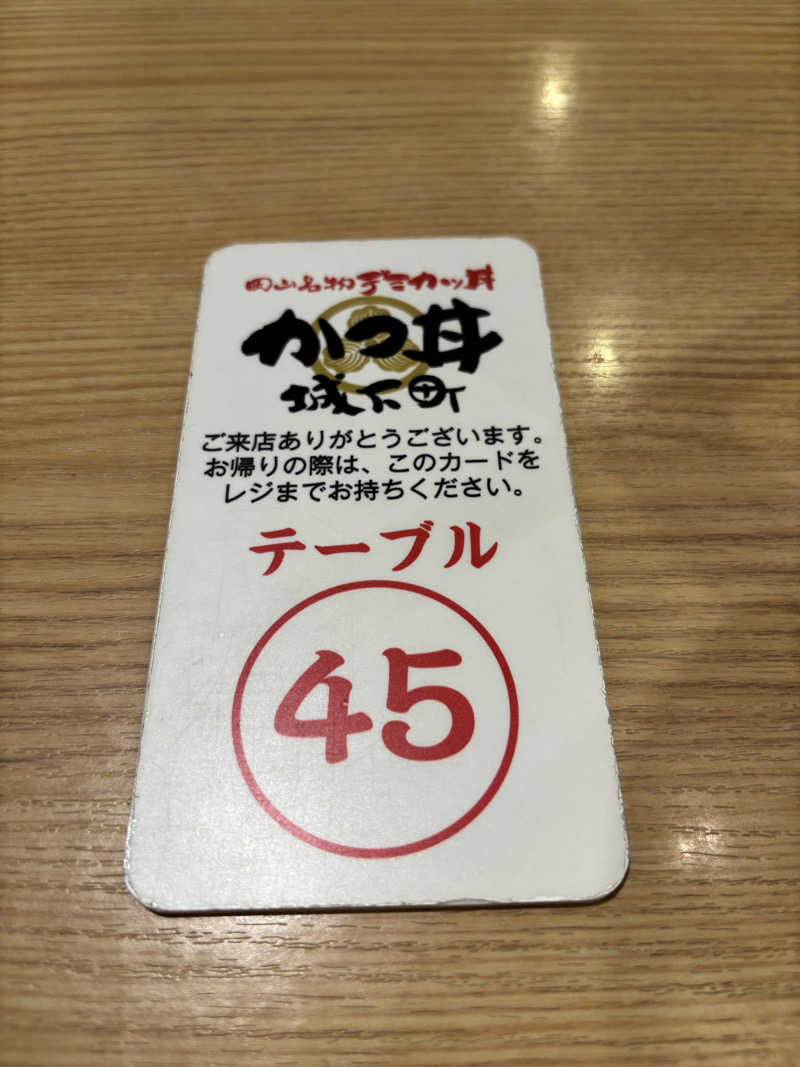 岡山名物デミカツ丼
かつ丼
城下町
ご来店ありがとうございます。
お帰りの際は、このカードを
レジまでお持ちください。
テーブル
45